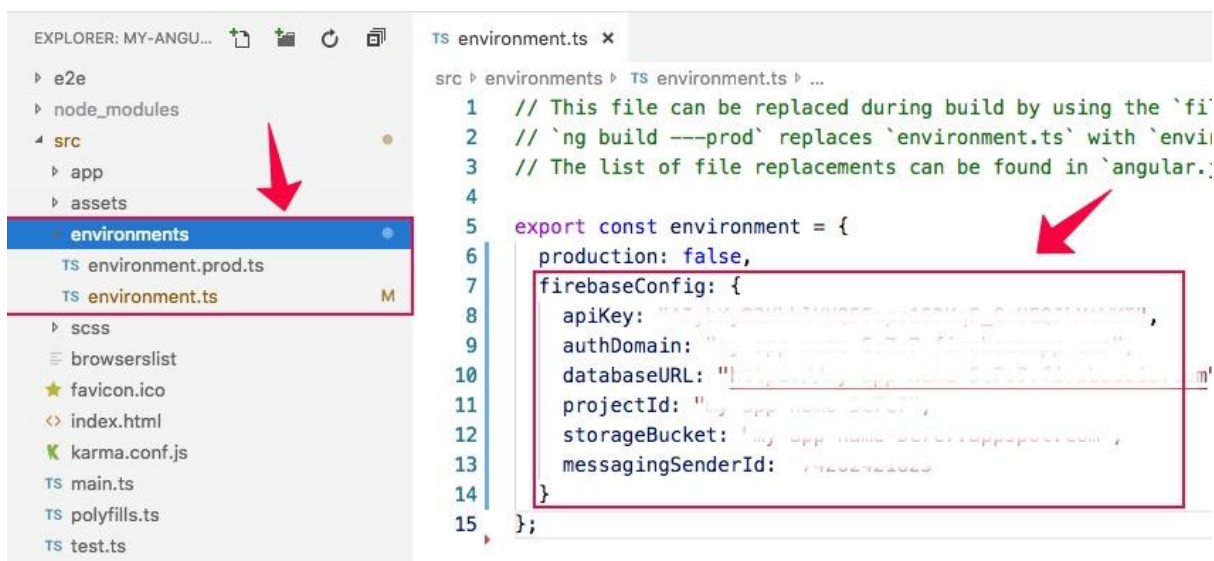 EXPLORER: MY-ANGU...
e2e
node_modules
src
app
assets
environments
TS environment.prod.ts
TS environment.ts M
scss
browserslist
favicon.ico
index.html
karma.conf.js
TS main.ts
TS polyfills.ts
TS test.ts
TS environment.ts ×
src environments TS environment.ts ...
1 // This file can be replaced during build by using the `fil
2 // `ng build ---prod` replaces `environment.ts` with `envi
3 // The list of file replacements can be found in `angular.j
4
5 export const environment = {
6 production: false,
7 firebaseConfig: {
8 apiKey:
9 authDomain:
10 databaseURL: "
11 projectId:
12 storageBucket:
13 messagingSenderId:
14 }
15 };